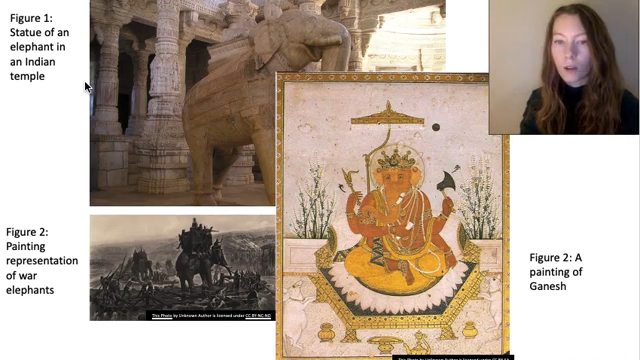 Figure 1:
Statue of an
elephant in
an Indian
temple
Figure 2:
Painting
representation
of war
elephants
This Photo by Unknown Author is licensed under CC BY-NC-ND
Figure 2: A
painting of
Ganesh